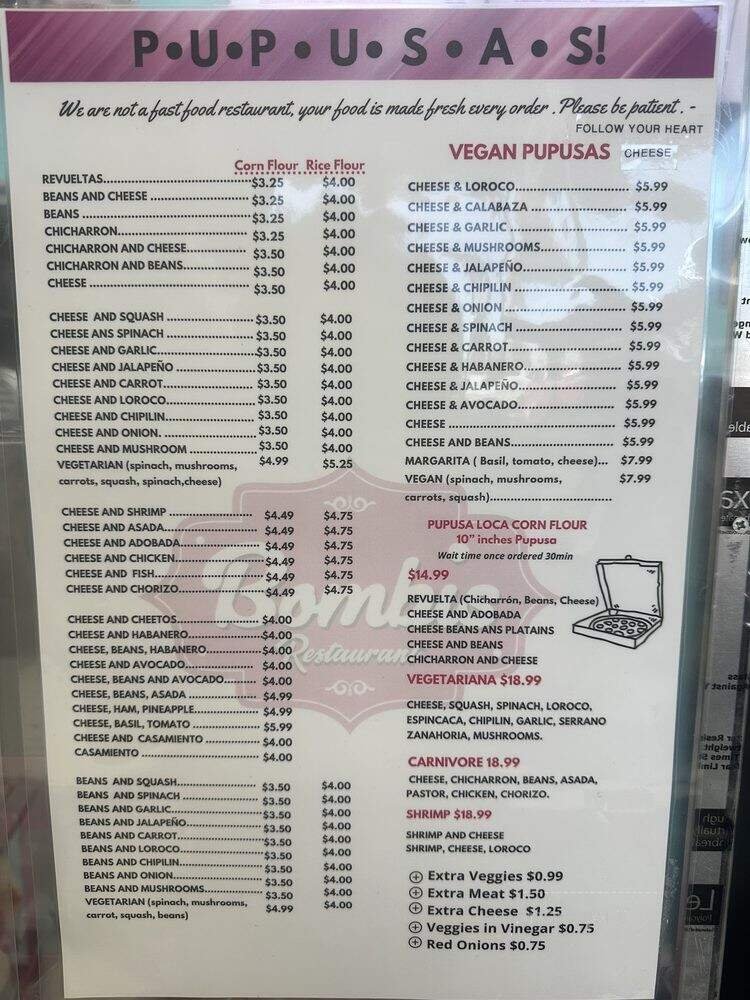 P•U•P•U•S•A•S!
We are not a fast food restaurant, your food is made fresh every order . Please be patient . -
Corn Flour Rice Flour
REVUELTAS $3.25 $4.00
BEANS AND CHEESE $3.25 $4.00
BEANS $3.25 $4.00
CHICHARRON $3.25 $4.00
CHICHARRON AND CHEESE $3.50 $4.00
CHICHARRON AND BEANS $3.50 $4.00
CHEESE $3.50 $4.00
CHEESE AND SQUASH $3.50 $4.00
CHEESE ANS SPINACH $3.50 $4.00
CHEESE AND GARLIC $3.50 $4.00
CHEESE AND JALAPEÑO $3.50 $4.00
CHEESE AND CARROT $3.50 $4.00
CHEESE AND LOROCO $3.50 $4.00
CHEESE AND CHIPILIN $3.50 $4.00
CHEESE AND ONION. $3.50 $4.00
CHEESE AND MUSHROOM $3.50 $4.00
VEGETARIAN (spinach, mushrooms, $4.99 $5.25
carrots, squash, spinach,cheese)
CHEESE AND SHRIMP $4.49 $4.75
CHEESE AND ASADA $4.49 $4.75
CHEESE AND ADOBADA $4.49 $4.75
CHEESE AND CHICKEN $4.49 $4.75
CHEESE AND FISH $4.49 $4.75
CHEESE AND CHORIZO $4.49 $4.75
CHEESE AND CHEETOS $4.00
CHEESE AND HABANERO $4.00
CHEESE, BEANS, HABANERO $4.00
CHEESE AND AVOCADO $4.00
CHEESE, BEANS AND AVOCADO $4.00
CHEESE, BEANS, ASADA $4.99
CHEESE, HAM, PINEAPPLE $4.99
CHEESE, BASIL, TOMATO $5.99
CHEESE AND CASAMIENTO $4.00
CASAMIENTO $4.00
BEANS AND SQUASH $3.50 $4.00
BEANS AND SPINACH $3.50 $4.00
BEANS AND GARLIC $3.50 $4.00
BEANS AND JALAPEÑO $3.50 $4.00
BEANS AND CARROT $3.50 $4.00
BEANS AND LOROCO $3.50 $4.00
BEANS AND CHIPILIN $3.50 $4.00
BEANS AND ONION $3.50 $4.00
BEANS AND MUSHROOMS $3.50 $4.00
VEGETARIAN (spinach, mushrooms, $4.99 $4.00
carrot, squash, beans)
FOLLOW YOUR HEART
VEGAN PUPUSAS CHEESE
CHEESE & LOROCO $5.99
CHEESE & CALABAZA $5.99
CHEESE & GARLIC $5.99
CHEESE & MUSHROOMS $5.99
CHEESE & JALAPEÑO $5.99
CHEESE & CHIPILIN $5.99
CHEESE & ONION $5.99
CHEESE & SPINACH $5.99
CHEESE & CARROT $5.99
CHEESE & HABANERO $5.99
CHEESE & JALAPEÑO $5.99
CHEESE & AVOCADO $5.99
CHEESE $5.99
CHEESE AND BEANS $5.99
MARGARITA ( Basil, tomato, cheese) $7.99
VEGAN (spinach, mushrooms, $7.99
carrots, squash)
PUPUSA LOCA CORN FLOUR
10" inches Pupusa
Wait time once ordered 30min
$14.99
REVUELTA (Chicharrón, Beans, Cheese)
CHEESE AND ADOBADA
CHEESE BEANS ANS PLATAINS
CHEESE AND BEANS
CHICHARRON AND CHEESE
VEGETARIANA $18.99
CHEESE, SQUASH, SPINACH, LOROCO,
ESPINCACA, CHIPILIN, GARLIC, SERRANO
ZANAHORIA, MUSHROOMS.
CARNIVORE 18.99
CHEESE, CHICHARRON, BEANS, ASADA,
PASTOR, CHICKEN, CHORIZO.
SHRIMP $18.99
SHRIMP AND CHEESE
SHRIMP, CHEESE, LOROCO
Extra Veggies $0.99
Extra Meat $1.50
Extra Cheese $1.25
Veggies in Vinegar $0.75
Red Onions $0.75
Restaurant